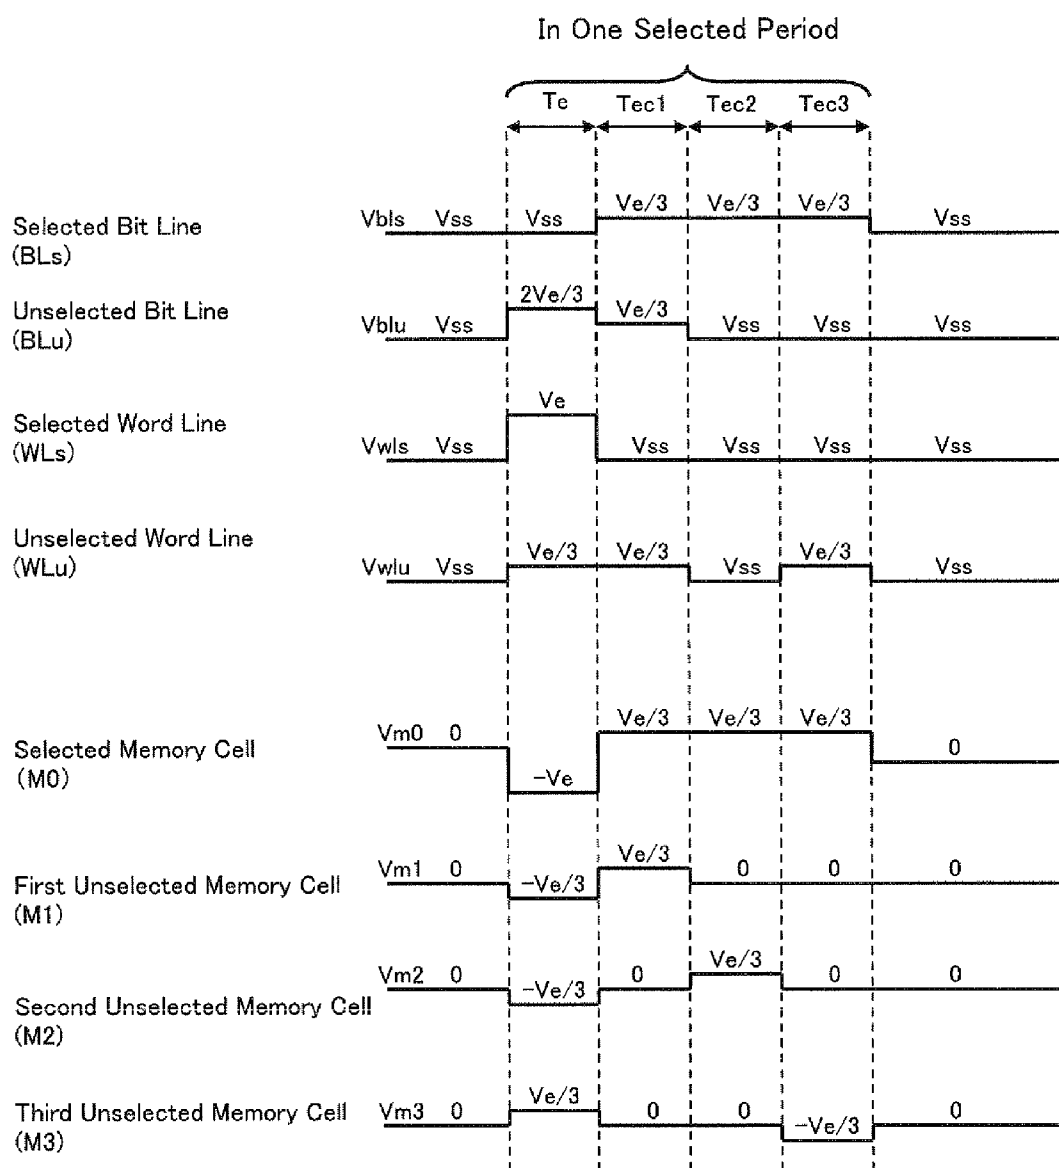 In One Selected Period
Te Tec1 Tec2 Tec3
Ve/3 Ve/3 Ve/3
Selected Bit Line Vbls Vss Vss Vss
(BLs)
2Ve/3 Ve/3
Unselected Bit Line Vblu Vss Vss Vss Vss
(BLu)
Ve
Selected Word Line
(WLs) Vwls Vss Vss Vss Vss Vss
Unselected Word Line Ve/3 Ve/3 Ve/3
(WLu) Vwlu Vss Vss Vss
Ve/3 Ve/3 Ve/3
Selected Memory Cell Vm0 0 0
(M0) -Ve
Ve/3
First Unselected Memory Cell Vm1 0 -Ve/3 0 0 0
(M1)
Ve/3
Vm2 0 0 0 0
Second Unselected Memory Cell -Ve/3
(M2)
Ve/3
Third Unselected Memory Cell Vm3 0 0 0 -Ve/3 0
(M3)